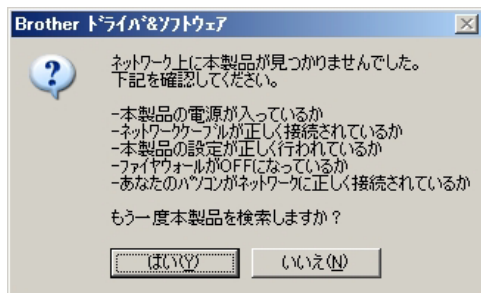 Brother ドライバ&ソフトウェア
ネットワーク上に本製品が見つかりませんでした。
下記を確認してください。
-本製品の電源が入っているか
-ネットワークケーブルが正しく接続されているか
-本製品の設定が正しく行われているか
-ファイヤウォールがOFFになっているか
-あなたのパソコンがネットワークに正しく接続されているか
もう一度本製品を検索しますか?
はい(Y)
いいえ(N)